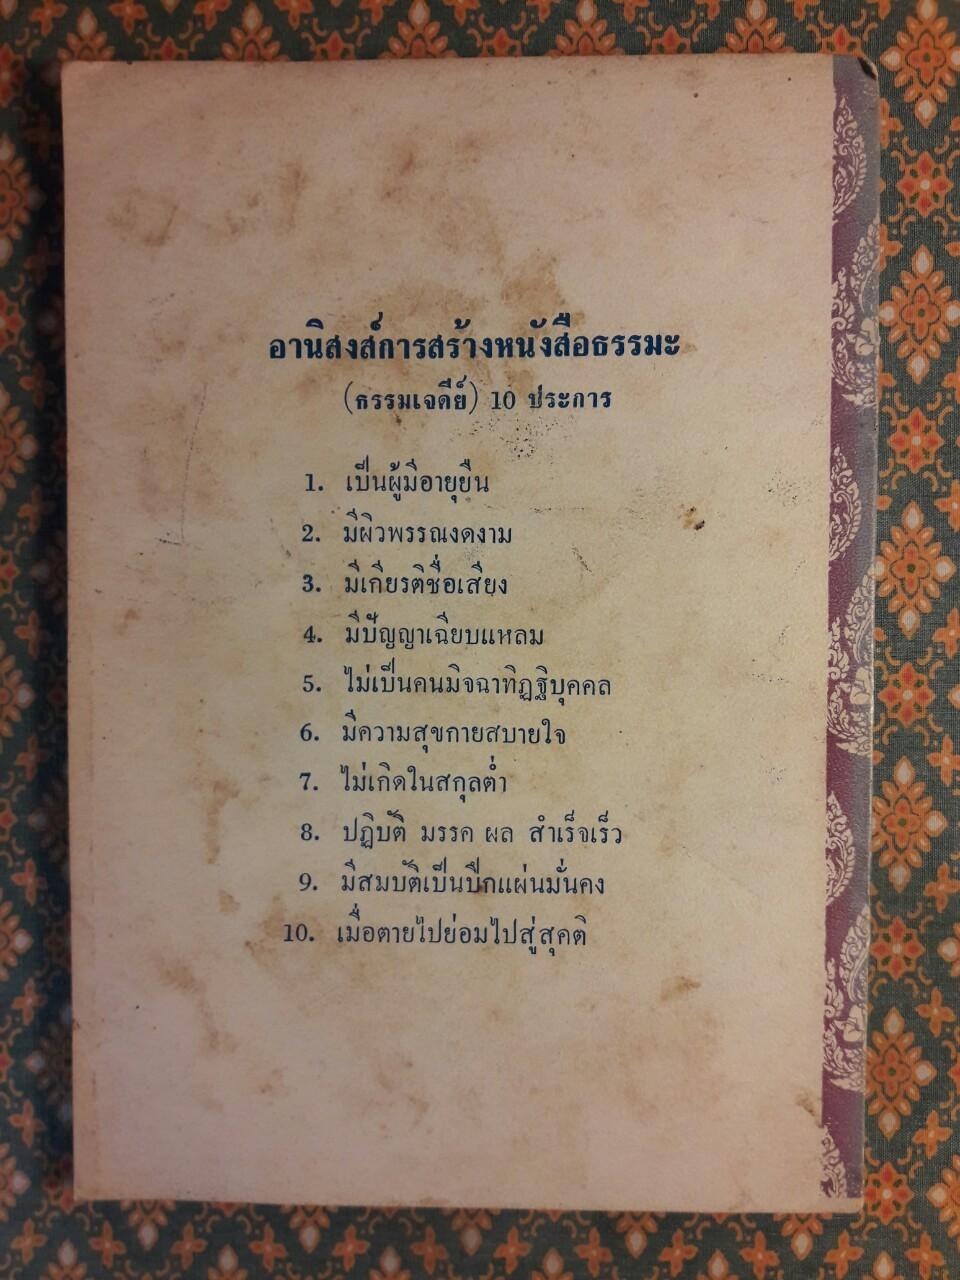 อานิสงส์การสร้างหนังสือธรรมะ
(ธรรมเจดีย์) 10 ประการ
1. เป็นผู้มีอายุยืน
2. มีผิวพรรณงดงาม
3. มีเกียรติชื่อเสียง
4. มีปัญญาเฉียบแหลม
5. ไม่เป็นคนมิจฉาทิฏฐิบุคคล
6. มีความสุขกายสบายใจ
7. ไม่เกิดในสกุลต่ำ
8. ปฏิบัติ มรรค ผล สำเร็จเร็ว
9. มีสมบัติเป็นปึกแผ่นมั่นคง
10. เมื่อตายไปย่อมไปสู่สุคติ